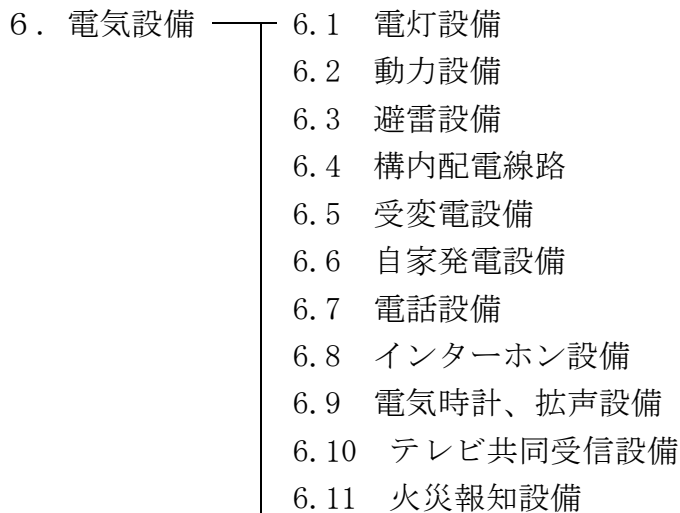 ６．電気設備 6.1 電灯設備
6.2 動力設備
6.3 避雷設備
6.4 構内配電線路
6.5 受変電設備
6.6 自家発電設備
6.7 電話設備
6.8 インターホン設備
6.9 電気時計、拡声設備
6.10 テレビ共同受信設備
6.11 火災報知設備